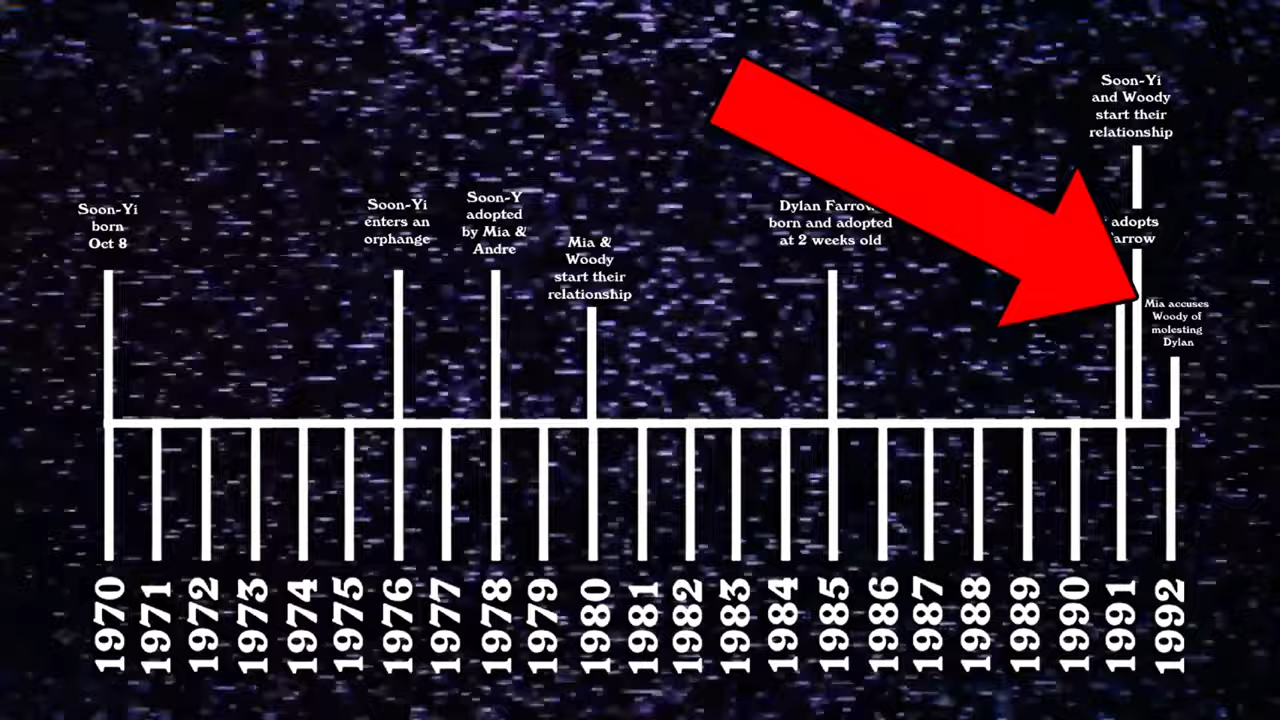 Soon-Yi
born
Oct 8
Soon-Yi
enters an
orphange
Soon-Y
adopted
by Mia &
Andre
Mia &
Woody
start their
relationship
Dylan
born and adopted
at 2 weeks old
adopts
Soon-Yi
and Woody
start their
relationship
Mia accuses
Woody of
molesting
Dylan
1970
1971
1972
1973
1974
1975
1976
1977
1978
1979
1980
1981
1982
1983
1984
1985
1986
1987
1988
1989
1990
1991
1992